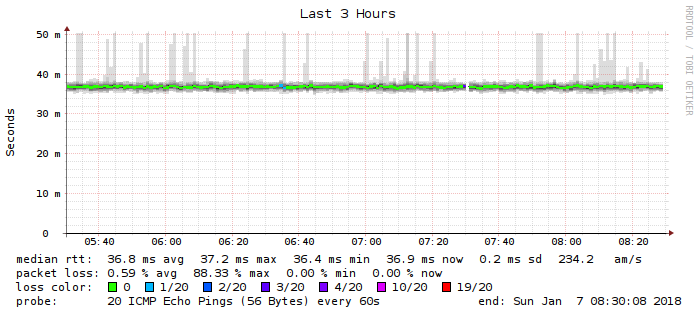 Last 3 Hours
RRDTOOL / TOBI OETIKER
Seconds
50 m
40 m
30 m
20 m
10 m
0
05:40 06:00 06:20 06:40 07:00 07:20 07:40 08:00 08:20
median rtt: 36.8 ms avg 37.2 ms max 36.4 ms min 36.9 ms now 0.2 ms sd 234.2 am/s
packet loss: 0.59 % avg 88.33 % max 0.00 % min 0.00 % now
loss color: 0 1/20 2/20 3/20 4/20 10/20 19/20
probe: 20 ICMP Echo Pings (56 Bytes) every 60s end: Sun Jan 7 08:30:08 2018